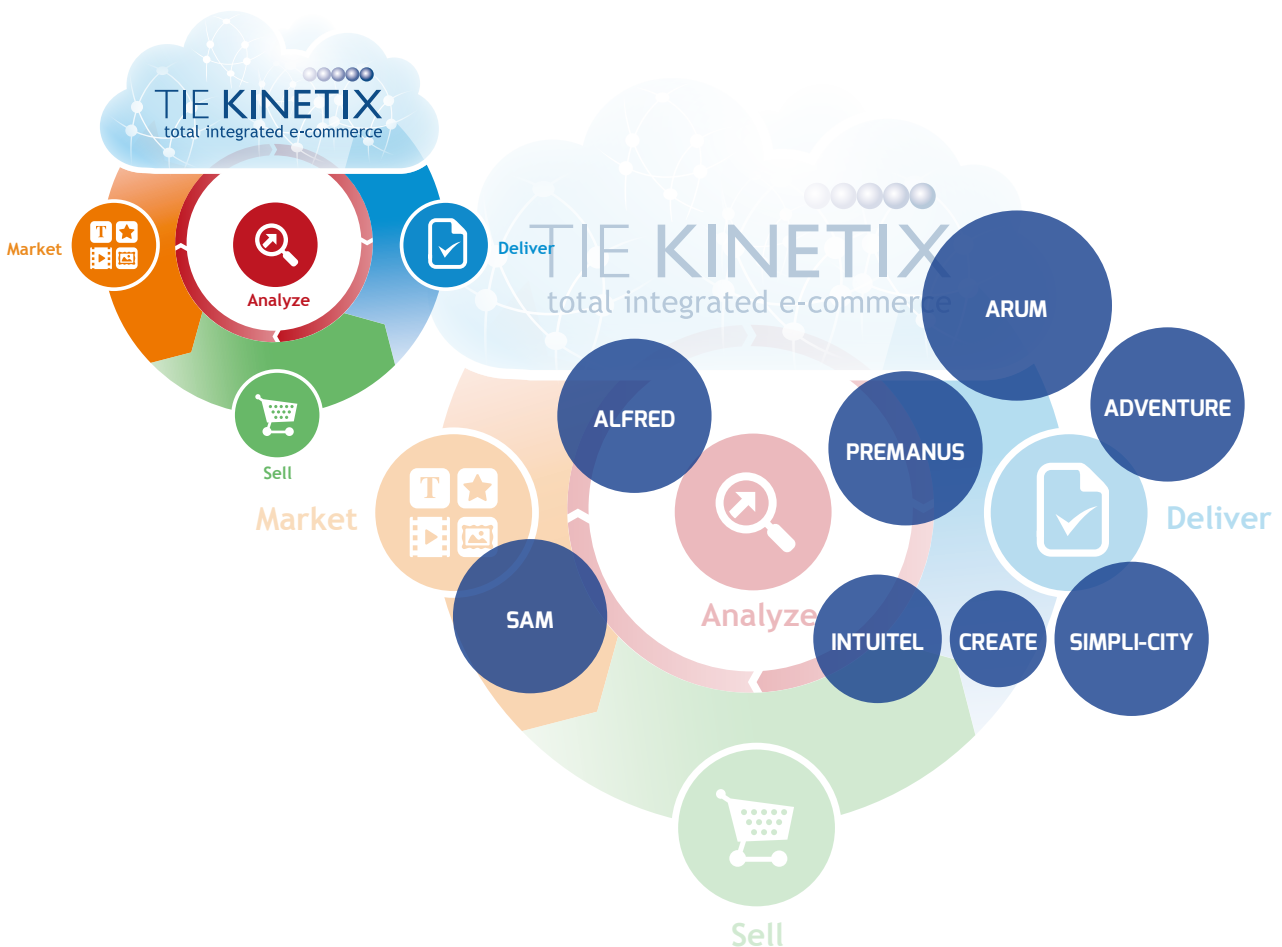 TIE KINETIX
total integrated e-commerce
Market
T
Deliver
Analyze
Sell
TIE KINETIX
total integrated e-commerce
ARUM
ADVENTURE
ALFRED
PREMANUS
Market
T
Deliver
SAM
Analyze
INTUITEL
CREATE
SIMPLI-CITY
Sell